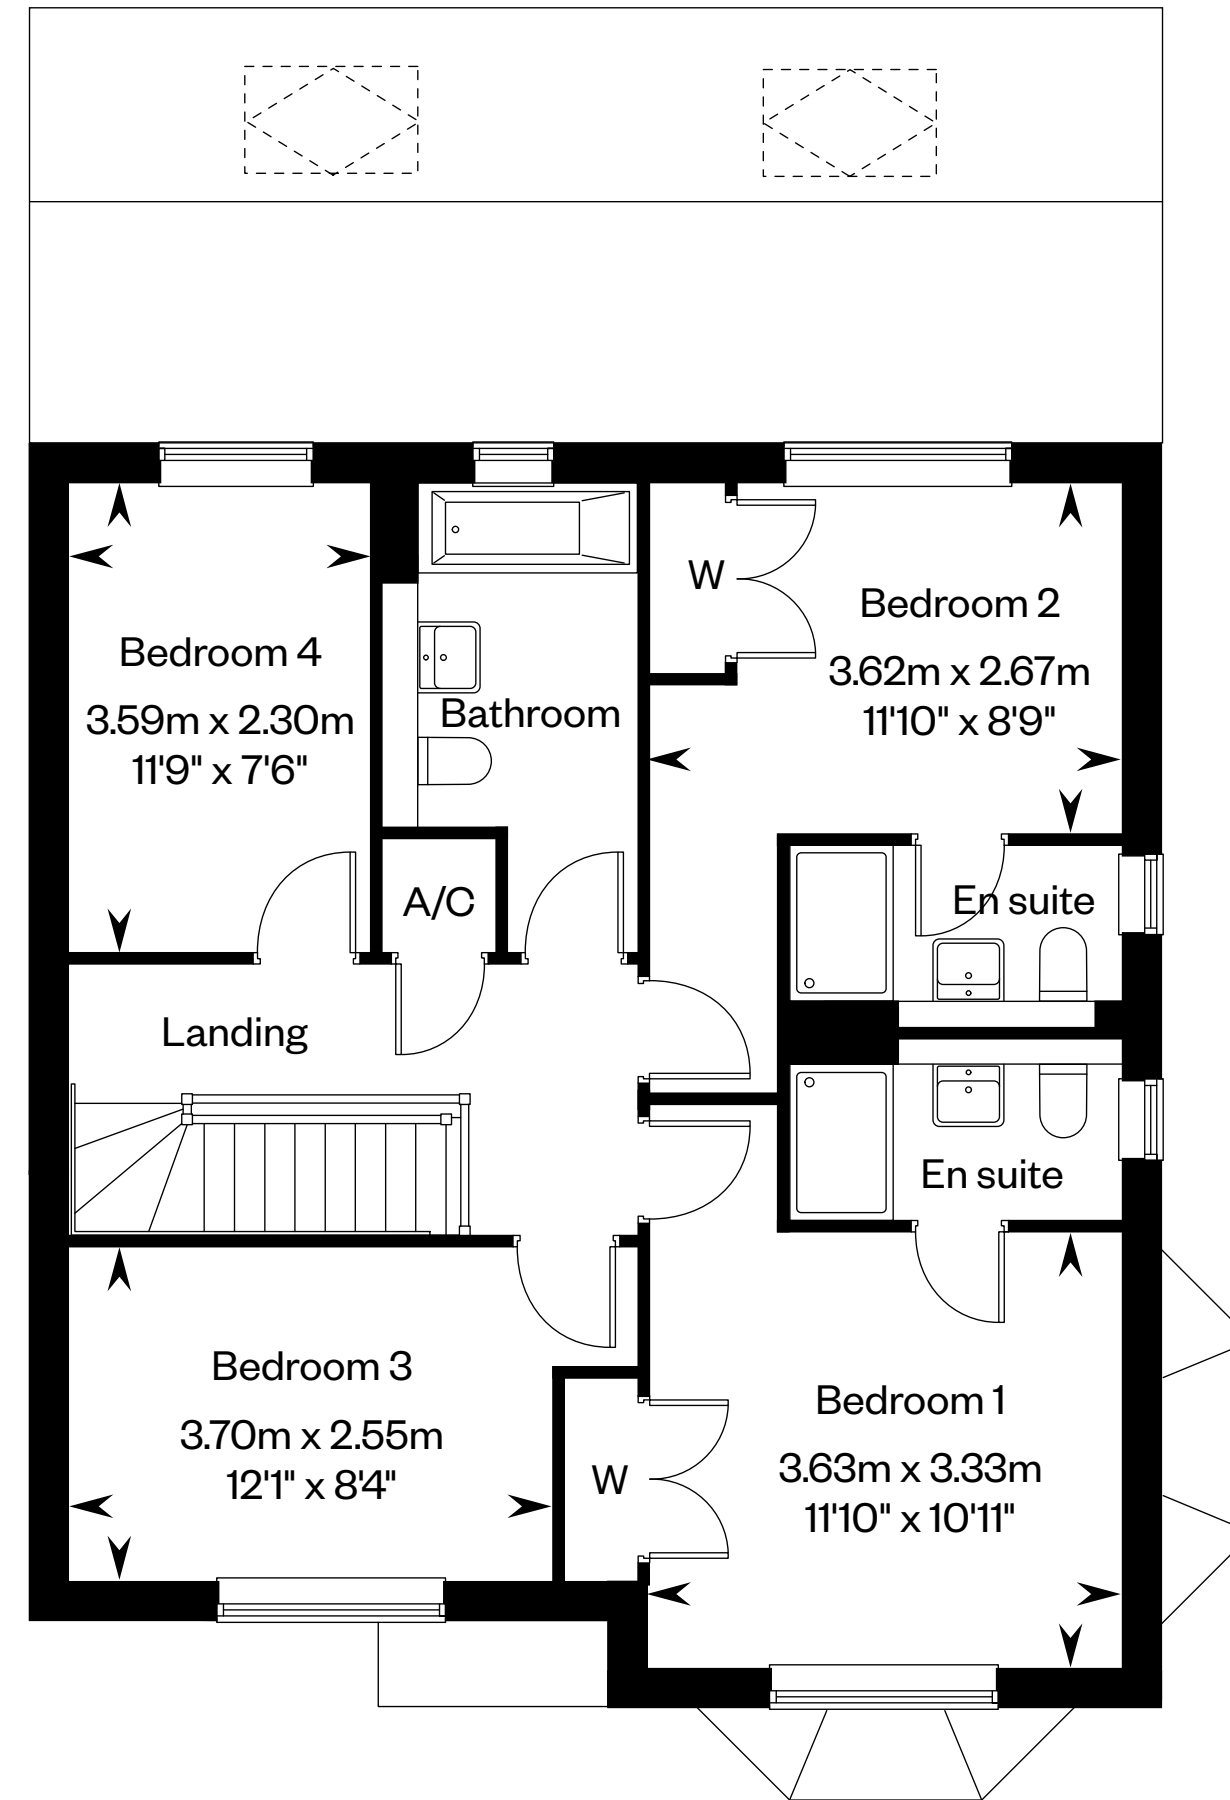 Bedroom 4
3.59m x 2.30m
11'9" x 7'6"
Bathroom
W
Bedroom 2
3.62m x 2.67m
11'10" x 8'9"
A/C
En suite
Landing
En suite
Bedroom 3
3.70m x 2.55m
12'1" x 8'4"
W
Bedroom 1
3.63m x 3.33m
11'10" x 10'11"